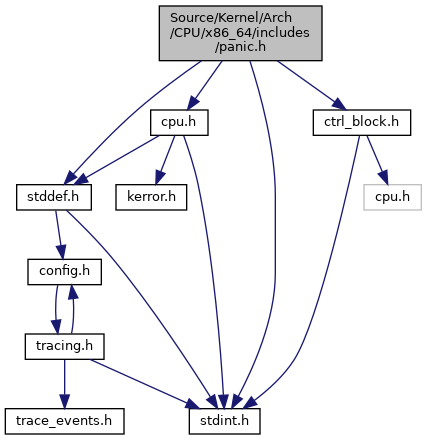 Source/Kernel/Arch
/CPU/x86_64/includes
/panic.h
cpu.h
ctrl_block.h
stddef.h
kerror.h
cpu.h
config.h
tracing.h
trace_events.h
stdint.h